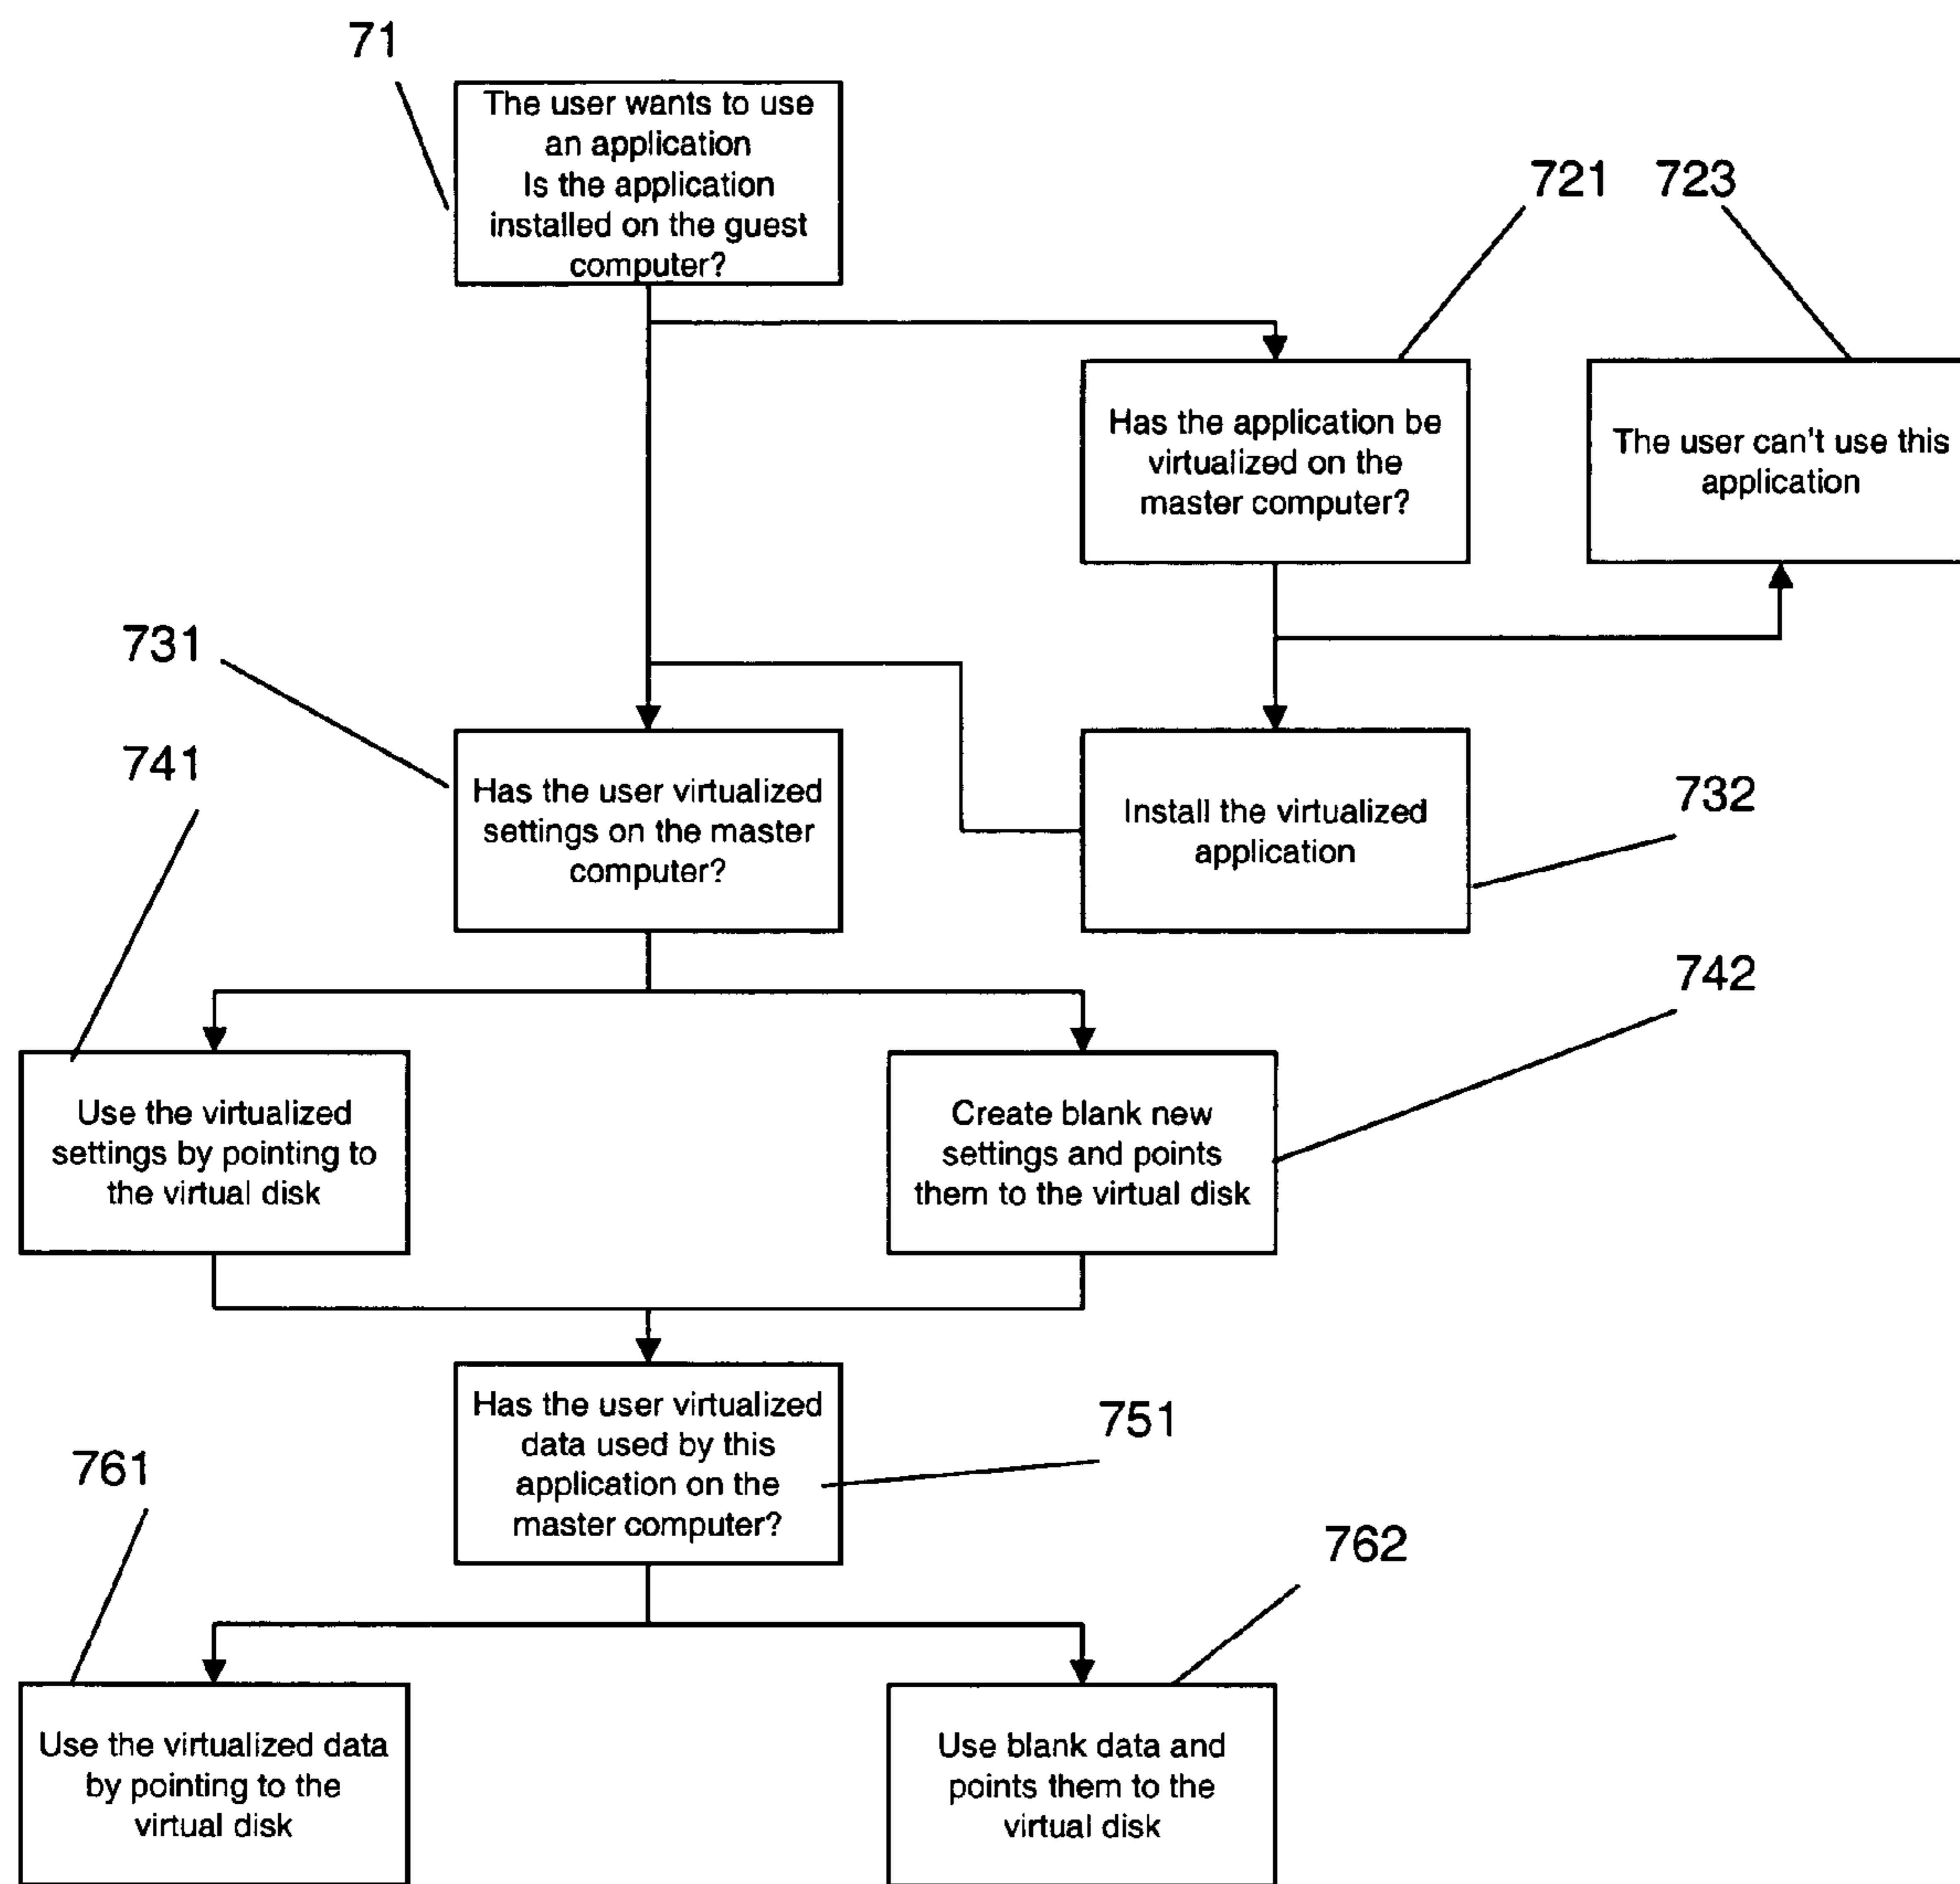 71
The user wants to use
an application
Is the application
installed on the guest
computer?
721
723
Has the application be
virtualized on the
master computer?
The user can't use this
application
731
741
Has the user virtualized
settings on the master
computer?
Install the virtualized
application
732
742
Use the virtualized
settings by pointing to
the virtual disk
Create blank new
settings and points
them to the virtual disk
Has the user virtualized
data used by this
application on the
master computer?
751
761
762
Use the virtualized data
by pointing to the
virtual disk
Use blank data and
points them to the
virtual disk